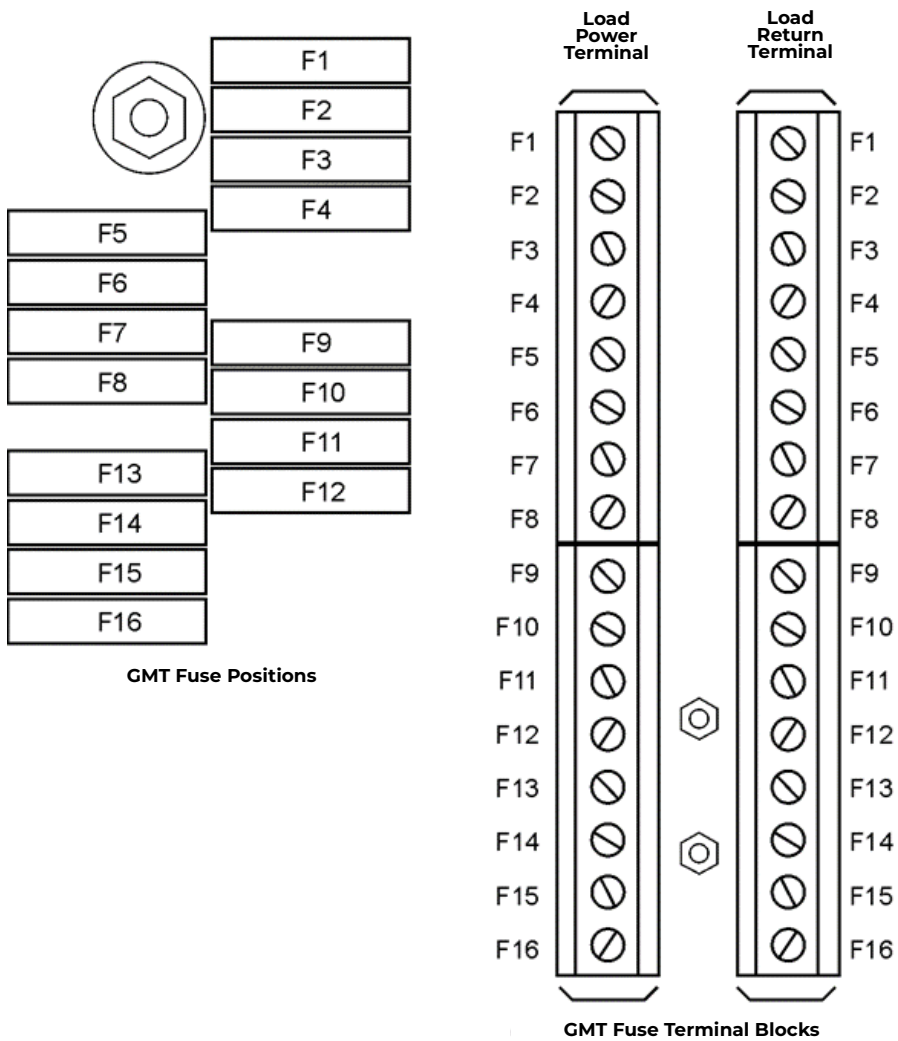 F1
F2
F3
F4
F5
F6
F7
F8
F9
F10
F11
F12
F13
F14
F15
F16
GMT Fuse Positions
Load
Power
Terminal
Load
Return
Terminal
F1 F1
F2 F2
F3 F3
F4 F4
F5 F5
F6 F6
F7 F7
F8 F8
F9 F9
F10 F10
F11 F11
F12 F12
F13 F13
F14 F14
F15 F15
F16 F16
GMT Fuse Terminal Blocks